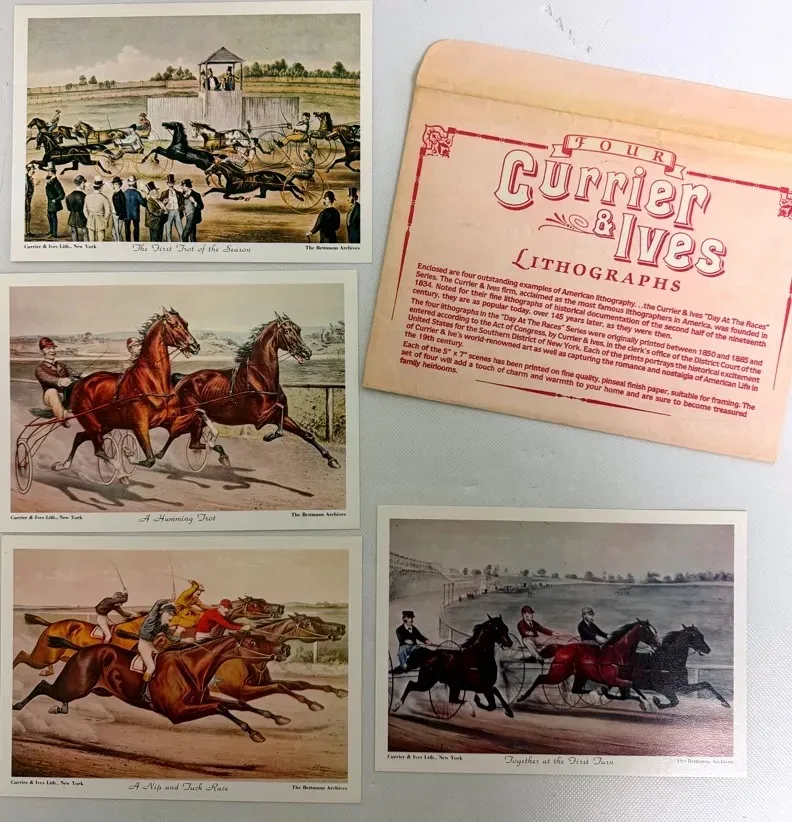 Currier & Ives Lith., New York
The First Trot of the Season
The Bettmann Archives
FOUR
Currier
& Ives
LITHOGRAPHS
Enclosed are four outstanding examples of American lithography. . .the Currier & Ives "Day At The Races"
Series. The Currier & Ives firm, acclaimed as the most famous lithographers in America, was founded in
1834. Noted for their fine lithographs of historical documentation of the second half of the nineteenth
century, they are as popular today, over 145 years later, as they were then.
The four lithographs in the "Day At The Races" Series were originally printed between 1850 and 1885 and
entered according to the Act of Congress, by Currier & Ives, in the clerk's office of the District Court of the
United States for the Southern District of New York. Each of the prints portrays the historical excitement
of Currier & Ive's world-renowned art as well as capturing the romance and nostalgia of American Life in
the 19th century.
Each of the 5" x 7" scenes has been printed on fine quality, pinseal finish paper, suitable for framing. The
set of four will add a touch of charm and warmth to your home and are sure to become treasured
family heirlooms.
Currier & Ives Lith., New York
A Humming Trot
The Bettmann Archives
Currier & Ives Lith., New York
A Nip and Tuck Race
The Bettmann Archives
Currier & Ives Lith., New York
Together at the First Turn
The Bettmann Archives